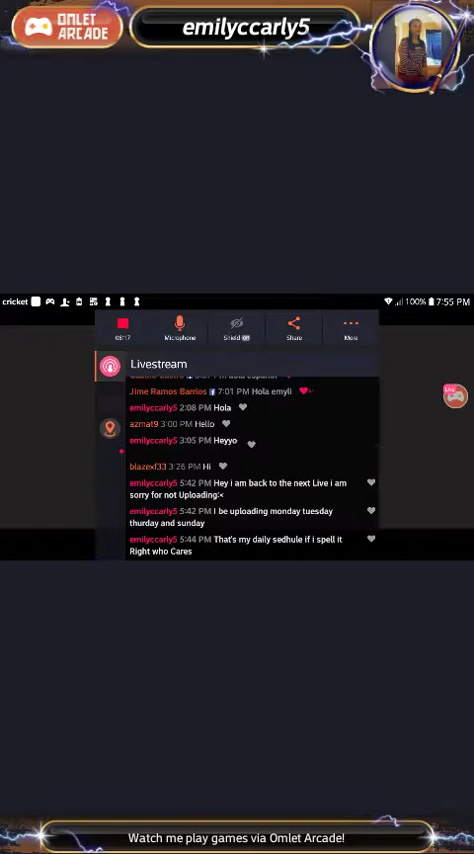 OMLET
ARCADE
emilyccarly5
cricket
100% 7:55 PM
05:17
Microphone
Shield Off
Share
More
Livestream
Jime Ramos Barrios 7:01 PM Hola emyli
emilyccarly5 2:08 PM Hola
azmat9 3:00 PM Hello
emilyccarly5 3:05 PM Heyyo
blazexf33 3:26 PM Hi
emilyccarly5 5:42 PM Hey i am back to the next Live i am
sorry for not Uploading:<
emilyccarly5 5:42 PM I be uploading monday tuesday
thurday and sunday
emilyccarly5 5:44 PM That's my daily sedhule if i spell it
Right who Cares
Watch me play games via Omlet Arcade!